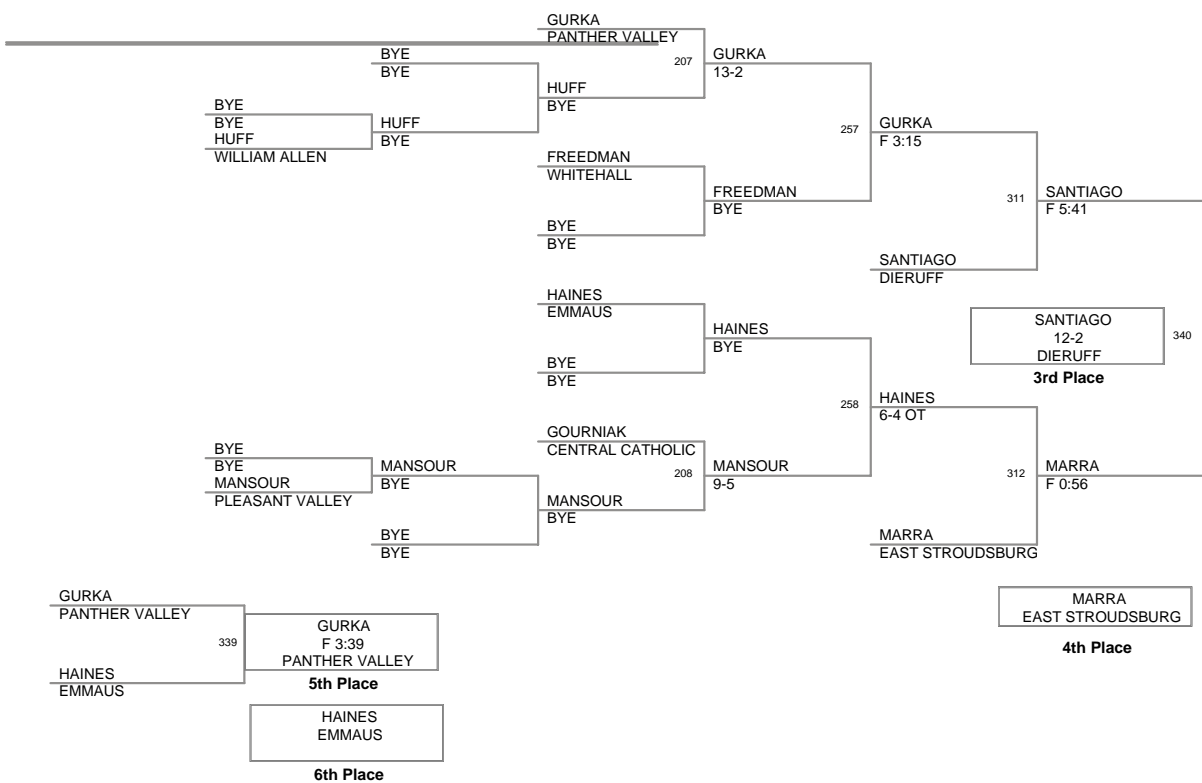 GURKA
PANTHER VALLEY
BYE
BYE
207
GURKA
13-2
HUFF
BYE
BYE
BYE
HUFF
WILLIAM ALLEN
HUFF
BYE
257
GURKA
F 3:15
FREEDMAN
WHITEHALL
FREEDMAN
BYE
311
SANTIAGO
F 5:41
BYE
BYE
SANTIAGO
DIERUFF
HAINES
EMMAUS
HAINES
BYE
SANTIAGO
12-2
DIERUFF
340
3rd Place
BYE
BYE
258
HAINES
6-4 OT
GOURNIAK
CENTRAL CATHOLIC
BYE
BYE
MANSOUR
PLEASANT VALLEY
MANSOUR
BYE
208
MANSOUR
9-5
312
MARRA
F 0:56
MANSOUR
BYE
BYE
BYE
MARRA
EAST STROUDSBURG
GURKA
PANTHER VALLEY
339
GURKA
F 3:39
PANTHER VALLEY
5th Place
HAINES
EMMAUS
MARRA
EAST STROUDSBURG
4th Place
HAINES
EMMAUS
6th Place